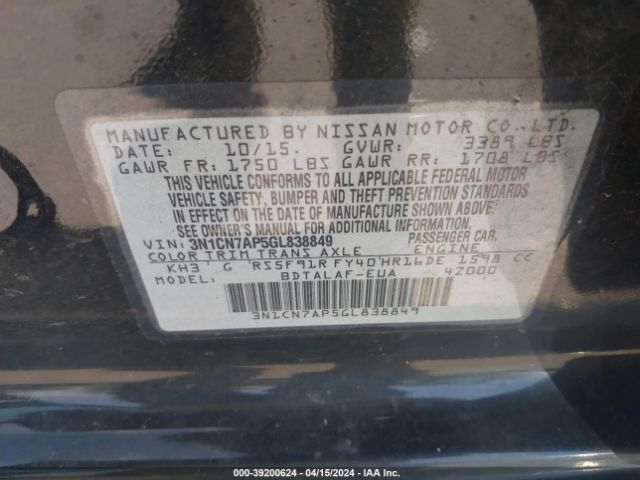 MANUFACTURED BY NISSAN MOTOR CO., LTD.
DATE: 10/15. GVWR: 3389 LBS
GAWR FR: 1750 LBS GAWR RR: 1708 LBS
THIS VEHICLE CONFORMS TO ALL APPLICABLE FEDERAL MOTOR
VEHICLE SAFETY, BUMPER AND THEFT PREVENTION STANDARDS
IN EFFECT ON THE DATE OF MANUFACTURE SHOWN ABOVE.
*SEE OWNER'S MANUAL FOR ADDITIONAL INFORMATION.
VIN: 3N1CN7AP5GL838849 PASSENGER CAR.
COLOR TRIM TRANS AXLE ENGINE
KH3 G RS5F91R FY40 HR16DE 1598 CC
MODEL: BDTALAF-EUA 4Z000
3N1CN7AP5GL838849
000-39200624 - 04/15/2024 - IAA Inc.